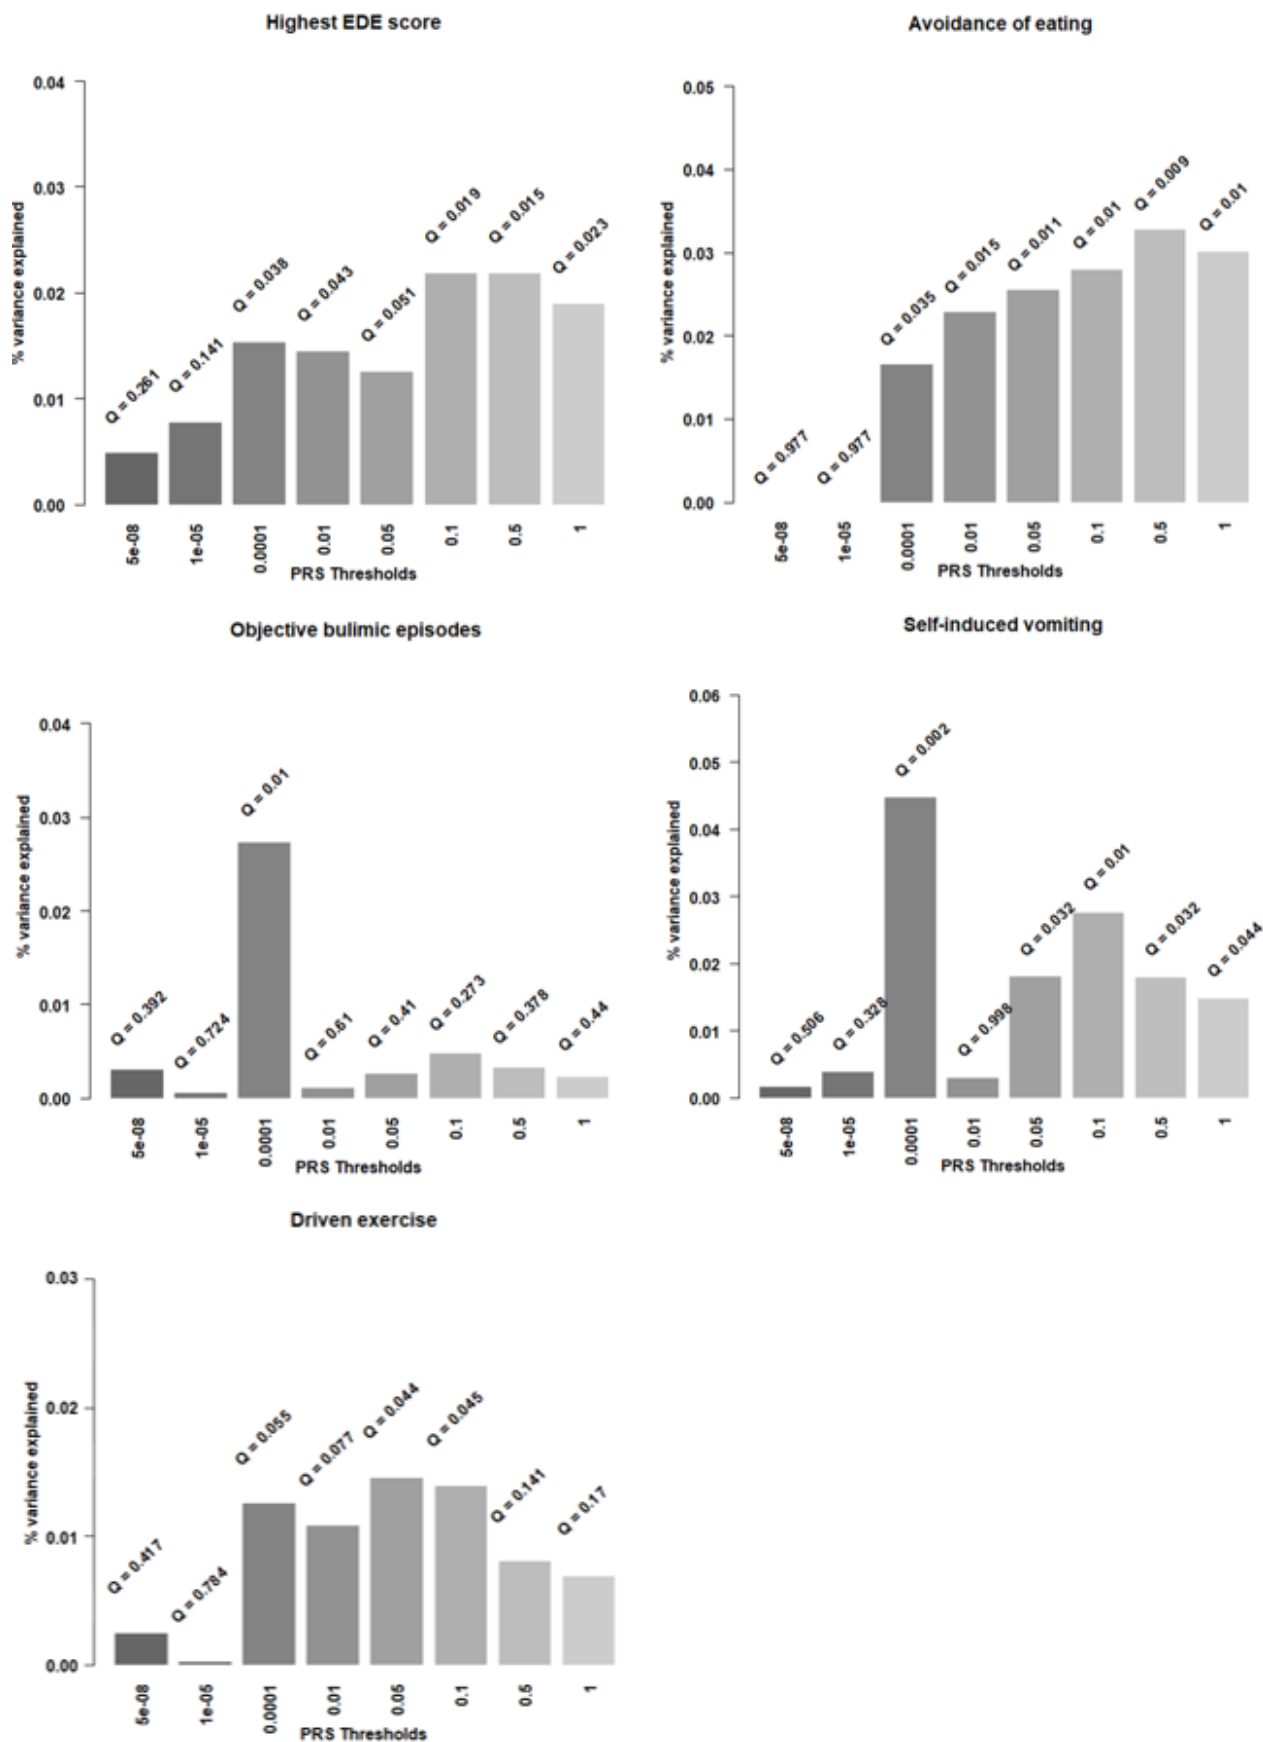 Highest EDE score
% variance explained
0.04
0.03
0.02
0.01
0.00
Q = 0.261
Q = 0.141
Q = 0.038
Q = 0.043
Q = 0.051
Q = 0.019
Q = 0.015
Q = 0.023
5e-08
1e-05
0.0001
0.01
0.05
0.1
0.5
1
PRS Thresholds
Avoidance of eating
% variance explained
0.05
0.04
0.03
0.02
0.01
0.00
Q = 0.977
Q = 0.977
Q = 0.035
Q = 0.015
Q = 0.011
Q = 0.01
Q = 0.009
Q = 0.01
5e-08
1e-05
0.0001
0.01
0.05
0.1
0.5
1
PRS Thresholds
Objective bulimic episodes
% variance explained
0.04
0.03
0.02
0.01
0.00
Q = 0.392
Q = 0.724
Q = 0.01
Q = 0.61
Q = 0.41
Q = 0.273
Q = 0.378
Q = 0.44
5e-08
1e-05
0.0001
0.01
0.05
0.1
0.5
1
PRS Thresholds
Self-induced vomiting
% variance explained
0.06
0.05
0.04
0.03
0.02
0.01
0.00
Q = 0.506
Q = 0.328
Q = 0.002
Q = 0.998
Q = 0.032
Q = 0.01
Q = 0.032
Q = 0.044
5e-08
1e-05
0.0001
0.01
0.05
0.1
0.5
1
PRS Thresholds
Driven exercise
% variance explained
0.03
0.02
0.01
0.00
Q = 0.417
Q = 0.784
Q = 0.055
Q = 0.077
Q = 0.044
Q = 0.045
Q = 0.141
Q = 0.17
5e-08
1e-05
0.0001
0.01
0.05
0.1
0.5
1
PRS Thresholds